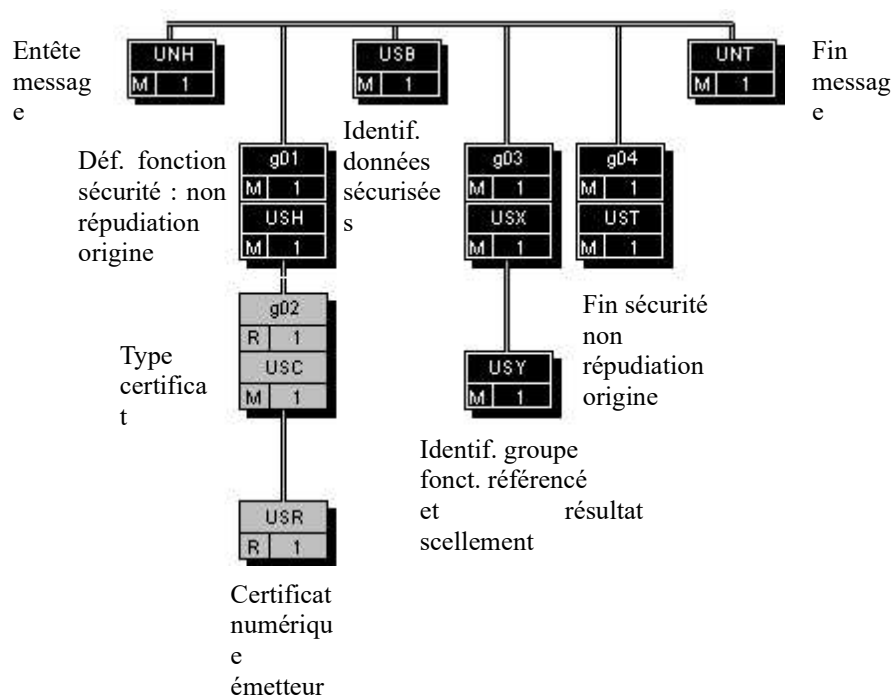 Entête
messag
e
UNH
M 1
USB
M 1
UNT
M 1
Fin
messag
e
Déf. fonction
sécurité : non
répudiation
origine
g01
M 1
USH
M 1
Identif.
données
sécurisée
s
g03
M 1
USX
M 1
g04
M 1
UST
M 1
Type
certifica
t
g02
R 1
USC
M 1
USY
M 1
Fin sécurité
non
répudiation
origine
Identif. groupe
fonct. référencé
et résultat
scellement
USR
R 1
Certificat
numériqu
e
émetteur